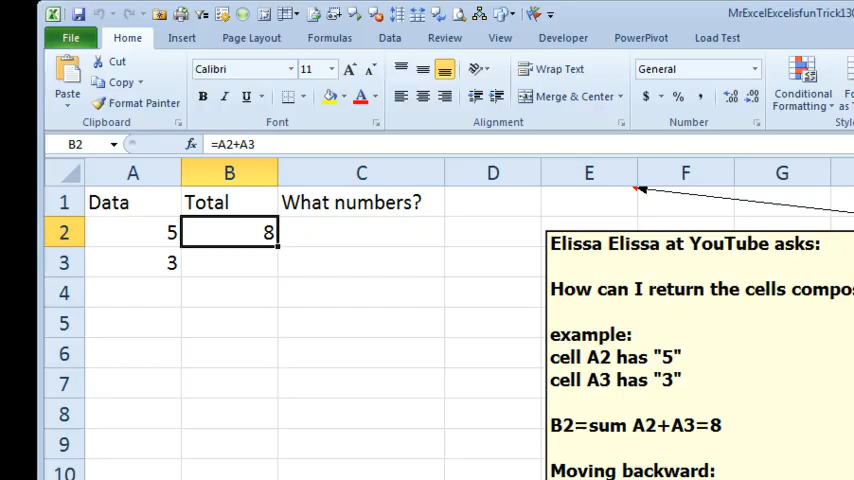 MrExcelExcelisfunTrick130
File Home Insert Page Layout Formulas Data Review View Developer PowerPivot Load Test
Paste
Cut
Copy
Format Painter
Clipboard
Calibri 11
B I U
Font
Wrap Text
Merge & Center
Alignment
General
$ % ,
Number
Conditional
Formatting
B2 fx =A2+A3
A B C D E F G
1 Data Total What numbers?
2 5 8
3 3
4
5
6
7
8
9
10
Elissa Elissa at YouTube asks:
How can I return the cells compo
example:
cell A2 has "5"
cell A3 has "3"
B2=sum A2+A3=8
Moving backward: